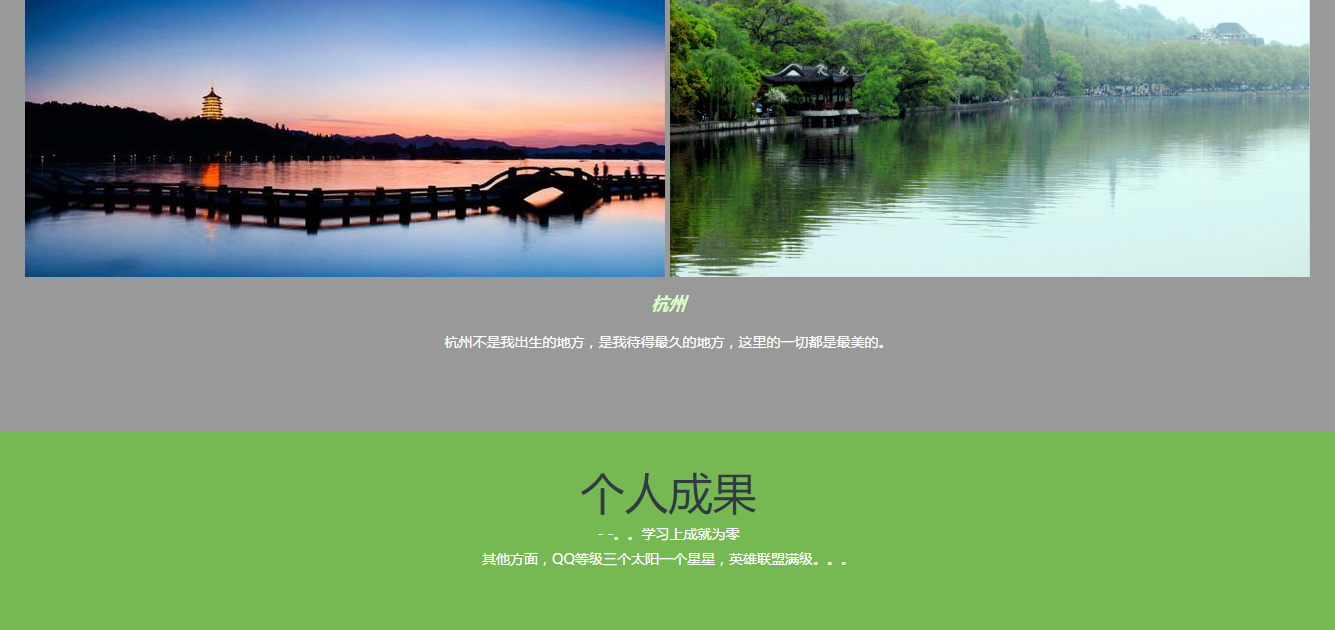 杭州
杭州不是我出生的地方，是我待得最久的地方，这里的一切都是最美的。
个人成果
- -。。学习上成就为零
其他方面，QQ等级三个太阳一个星星，英雄联盟满级。。。